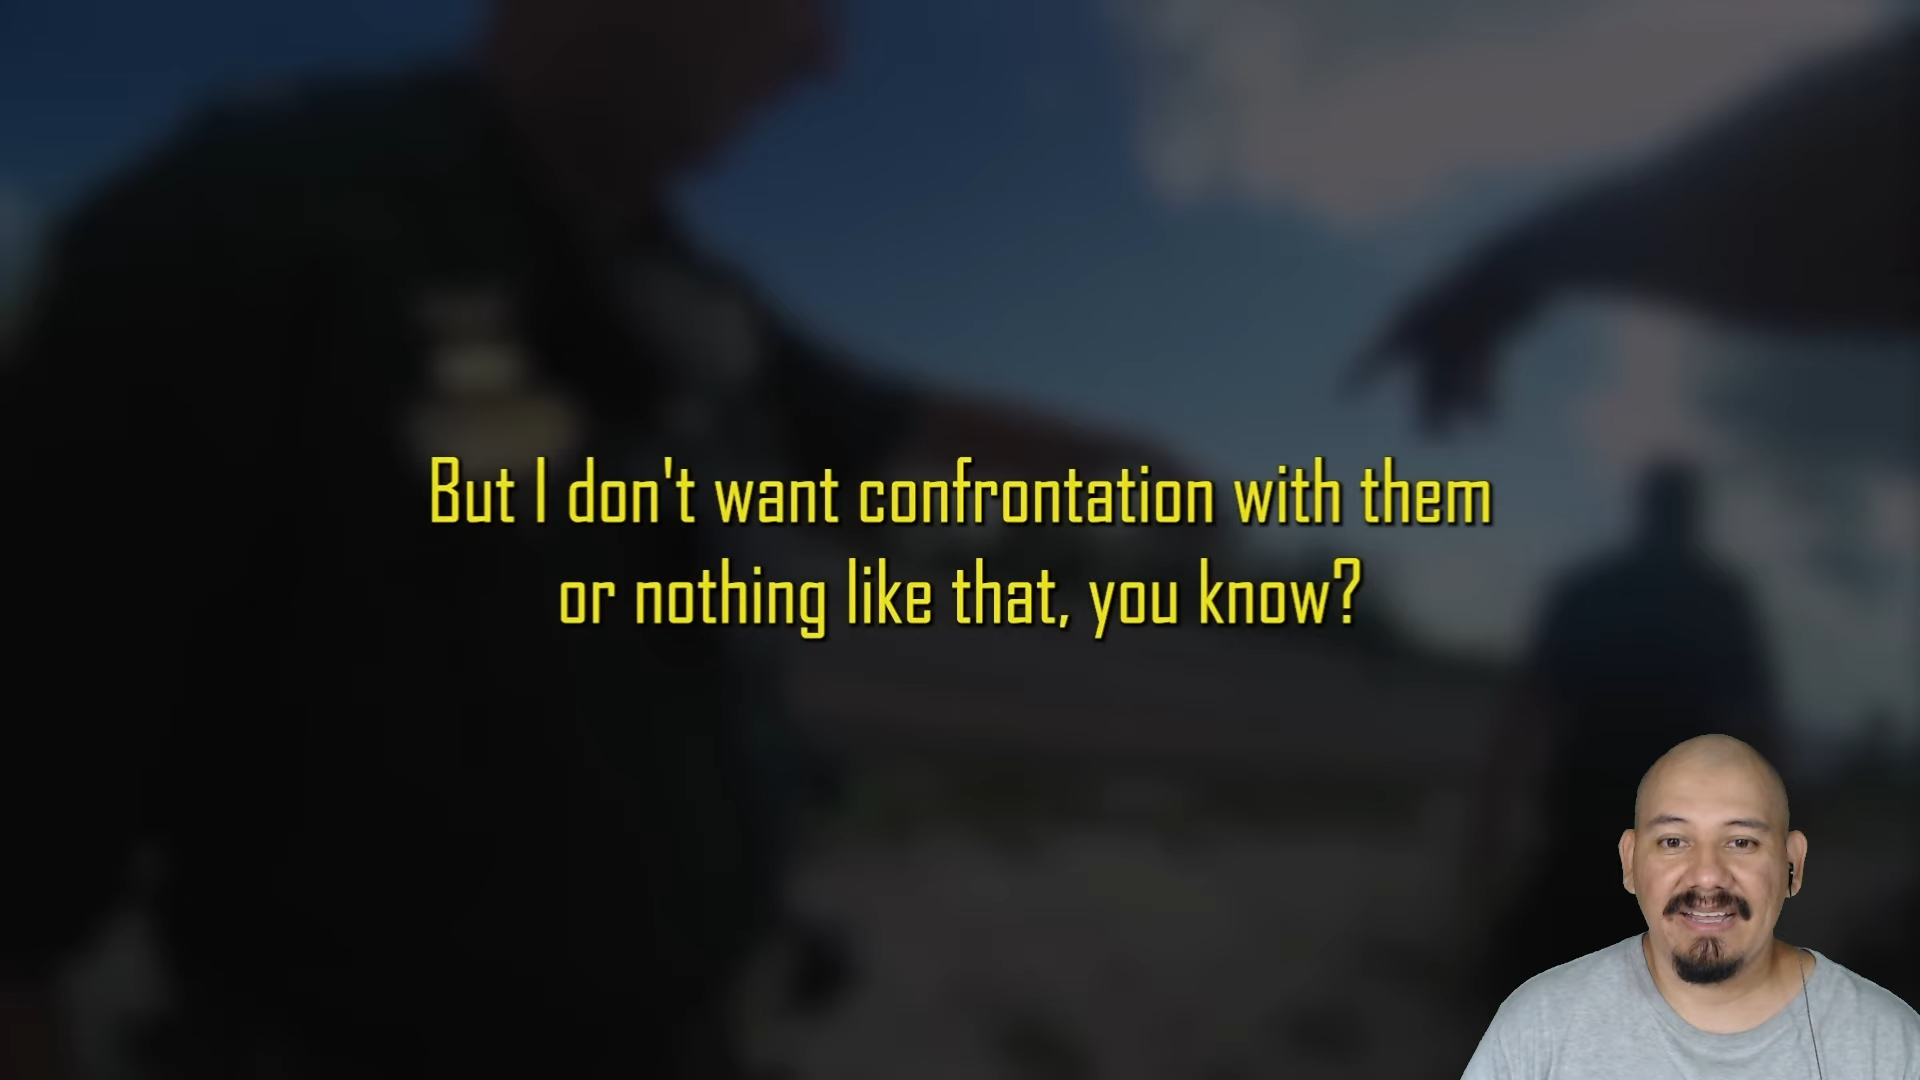 But I don't want confrontation with them
or nothing like that, you know?